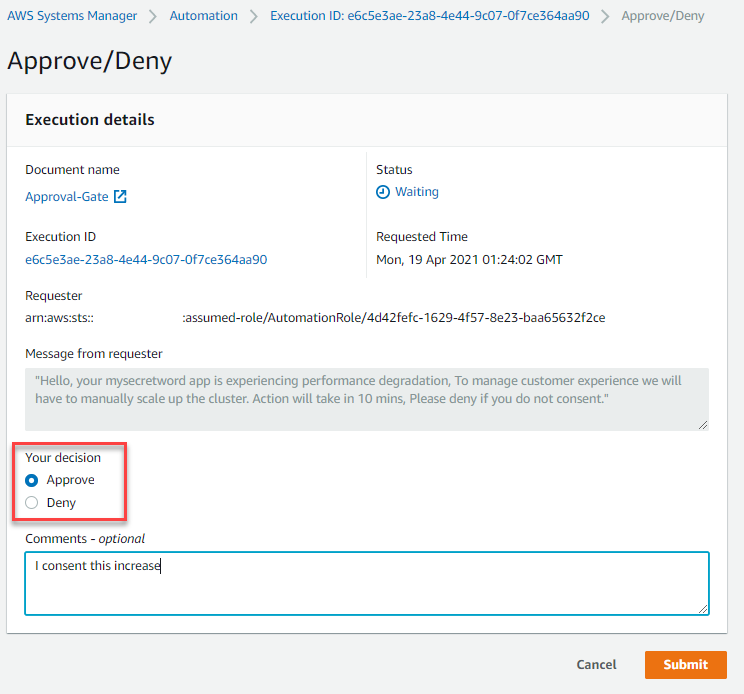 AWS Systems Manager > Automation > Execution ID: e6c5e3ae-23a8-4e44-9c07-0f7ce364aa90 > Approve/Deny
Approve/Deny
Execution details
Document name
Approval-Gate
Status
Waiting
Execution ID
e6c5e3ae-23a8-4e44-9c07-0f7ce364aa90
Requested Time
Mon, 19 Apr 2021 01:24:02 GMT
Requester
arn:aws:sts:: :assumed-role/AutomationRole/4d42fefc-1629-4f57-8e23-baa65632f2ce
Message from requester
"Hello, your mysecretword app is experiencing performance degradation, To manage customer experience we will
have to manually scale up the cluster. Action will take in 10 mins, Please deny if you do not consent."
Your decision
Approve
Deny
Comments - optional
I consent this increase
Cancel
Submit